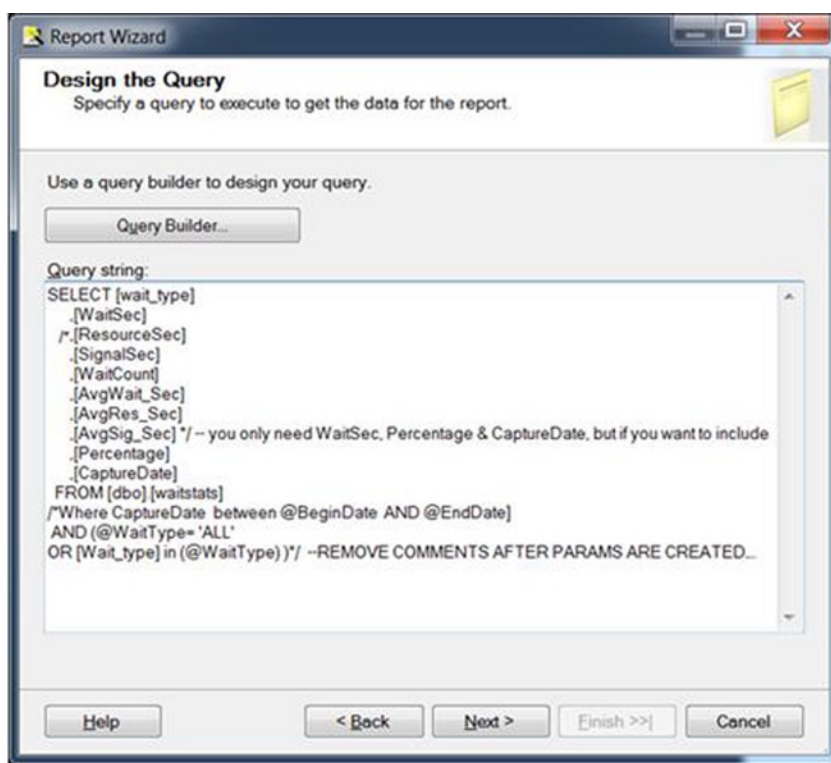 Report Wizard
Design the Query
Specify a query to execute to get the data for the report.
Use a query builder to design your query.
Query Builder...
Query string:
SELECT [wait_type]
,[WaitSec]
/*,[ResourceSec]
,[SignalSec]
,[WaitCount]
,[AvgWait_Sec]
,[AvgRes_Sec]
,[AvgSig_Sec] */ -- you only need WaitSec, Percentage & CaptureDate, but if you want to include
,[Percentage]
,[CaptureDate]
FROM [dbo].[waitstats]
/*Where CaptureDate between @BeginDate AND @EndDate]
AND (@WaitType= 'ALL'
OR [Wait_type] in (@WaitType) )*/ --REMOVE COMMENTS AFTER PARAMS ARE CREATED...
Help
< Back
Next >
Finish >>|
Cancel